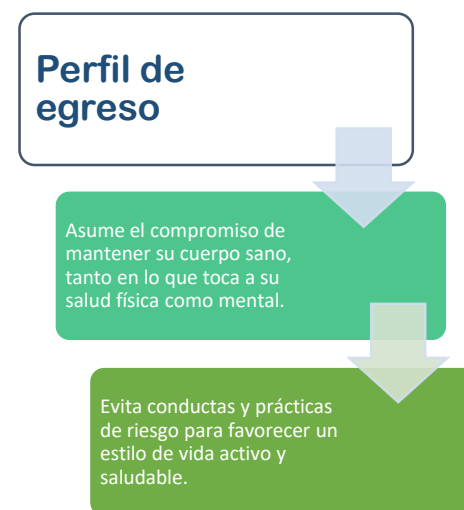 Perfil de
egreso
Asume el compromiso de
mantener su cuerpo sano,
tanto en lo que toca a su
salud física como mental.
Evita conductas y prácticas
de riesgo para favorecer un
estilo de vida activo y
saludable.